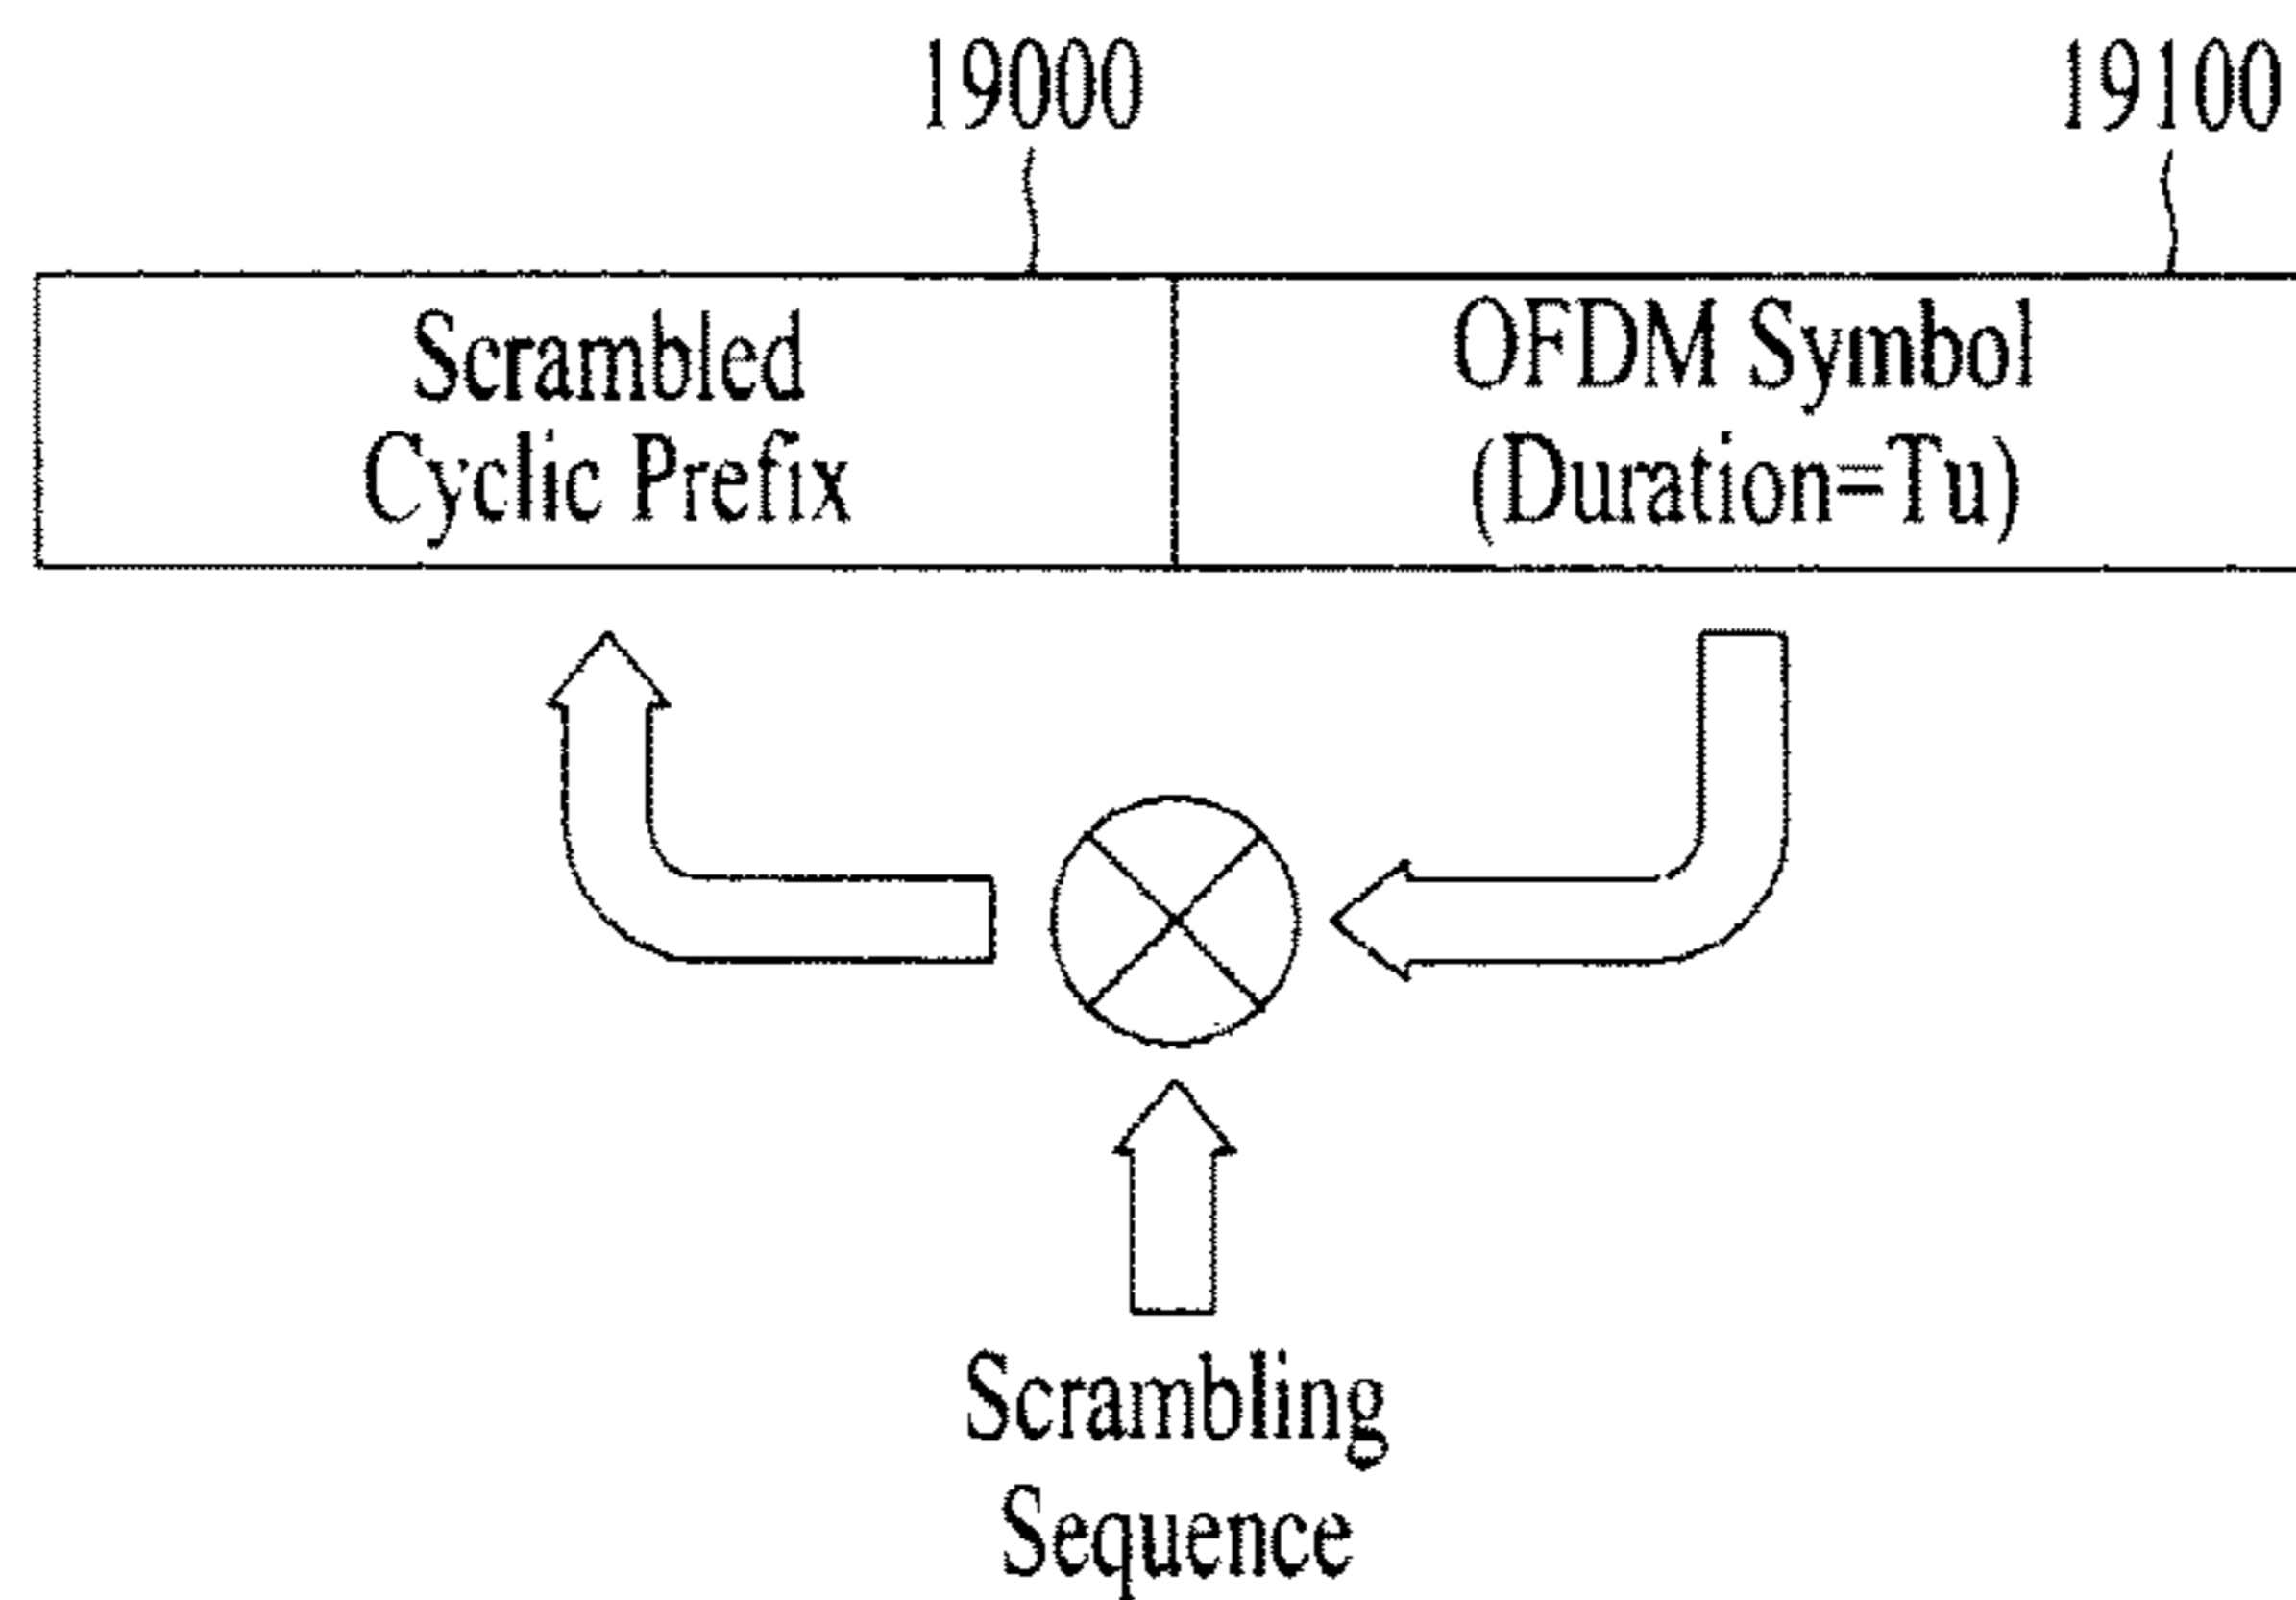 19000
19100
Scrambled
Cyclic Prefix
OFDM Symbol
(Duration=Tu)
Scrambling
Sequence